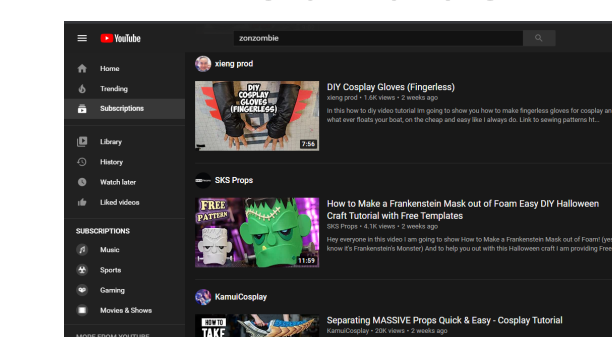 YouTube
zonzombie
Home
Trending
Subscriptions
Library
History
Watch later
Liked videos
SUBSCRIPTIONS
Music
Sports
Gaming
Movies & Shows
MORE FROM YOUTUBE
xieng prod
DIY
COSPLAY
GLOVES
(FINGERLESS)
7:56
DIY Cosplay Gloves (Fingerless)
xieng prod • 1.6K views • 2 weeks ago
In this how to diy video tutorial Im going to show you how to make fingerless gloves for cosplay an
what ever floats your boat, on the cheap and easy like I always do. Link to sewing patterns ht...
SKS Props
FREE
PATTERN
11:59
How to Make a Frankenstein Mask out of Foam Easy DIY Halloween
Craft Tutorial with Free Templates
SKS Props • 4.1K views • 2 weeks ago
Hey everyone in this video I am going to show How to Make a Frankenstein Mask out of Foam! (yes
know it's Frankenstein's Monster) And to help you out with this Halloween craft I am providing Free
KamuiCosplay
HOW TO
TAKE
Separating MASSIVE Props Quick & Easy - Cosplay Tutorial
KamuiCosplay • 20K views • 2 weeks ago